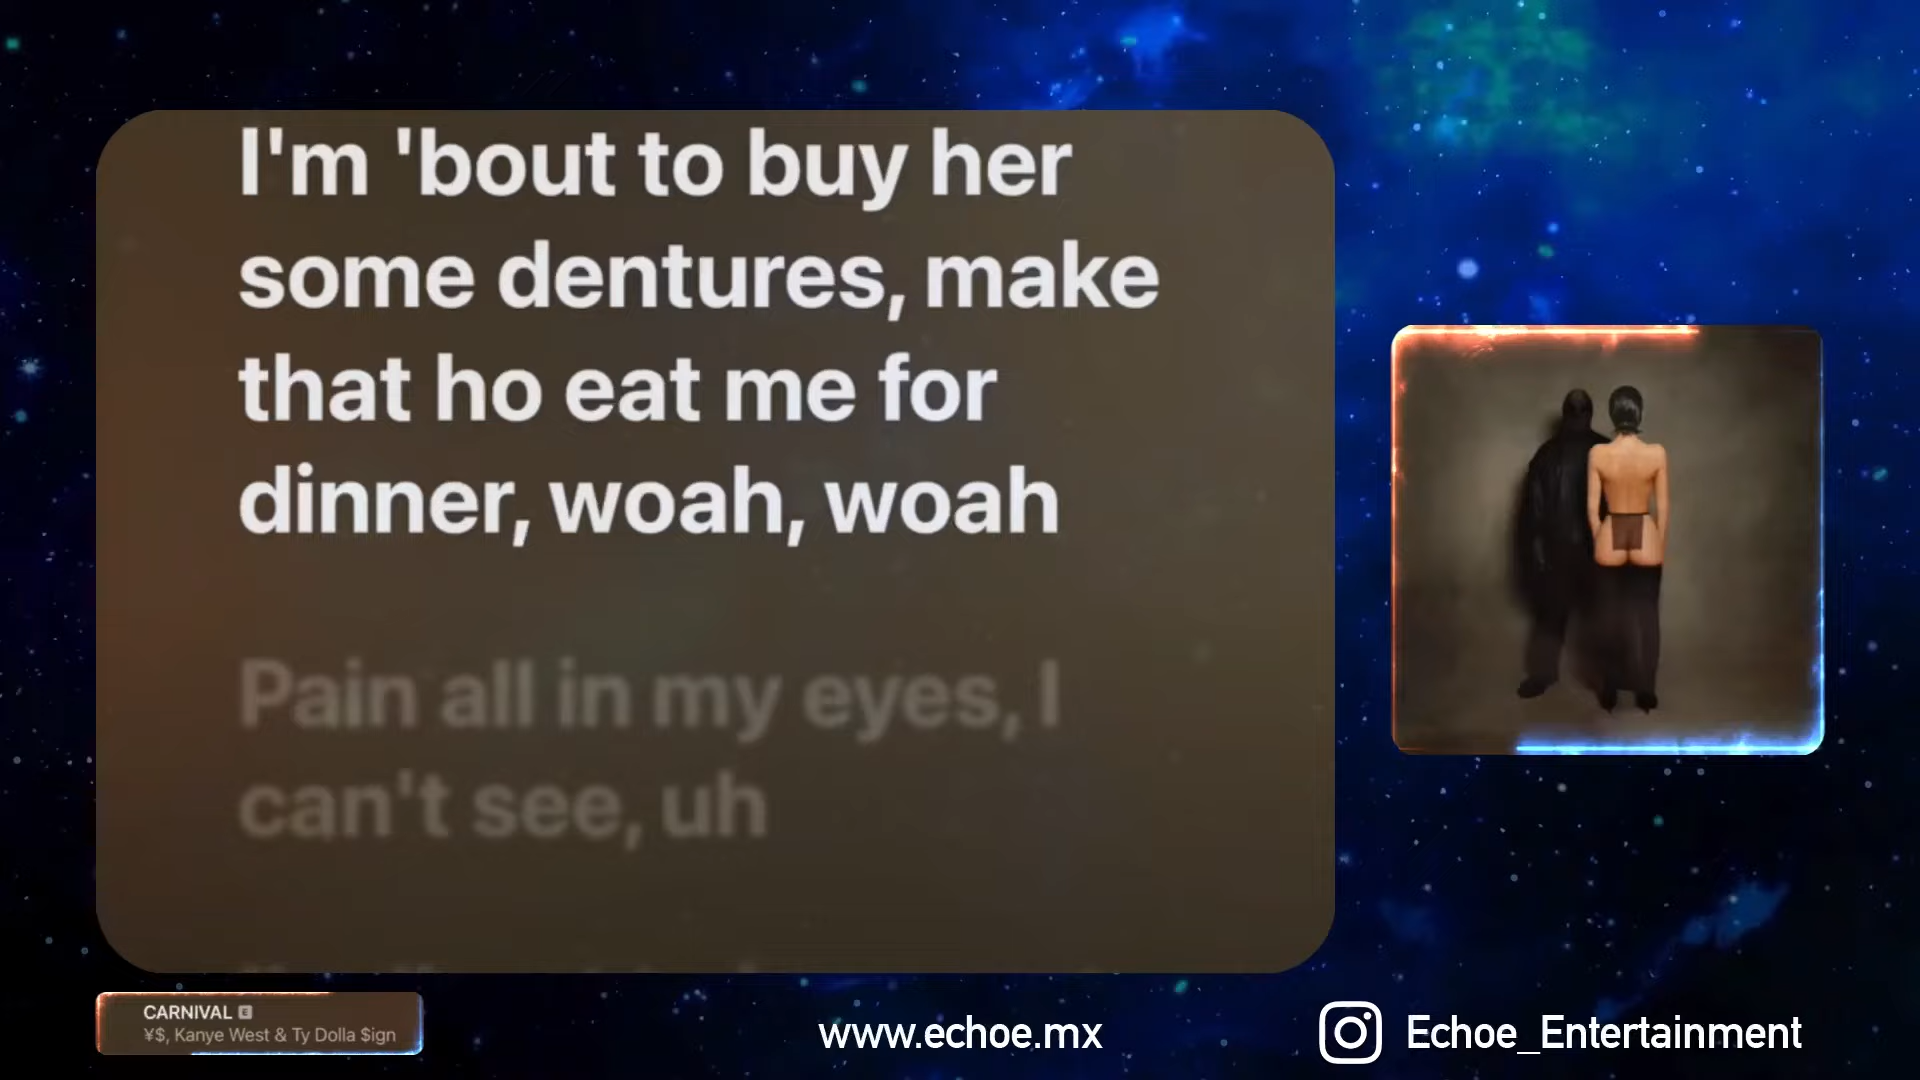 I'm 'bout to buy her
some dentures, make
that ho eat me for
dinner, woah, woah
Pain all in my eyes, I
can't see, uh
CARNIVAL E
¥$, Kanye West & Ty Dolla $ign
www.echoe.mx
Echoe_Entertainment